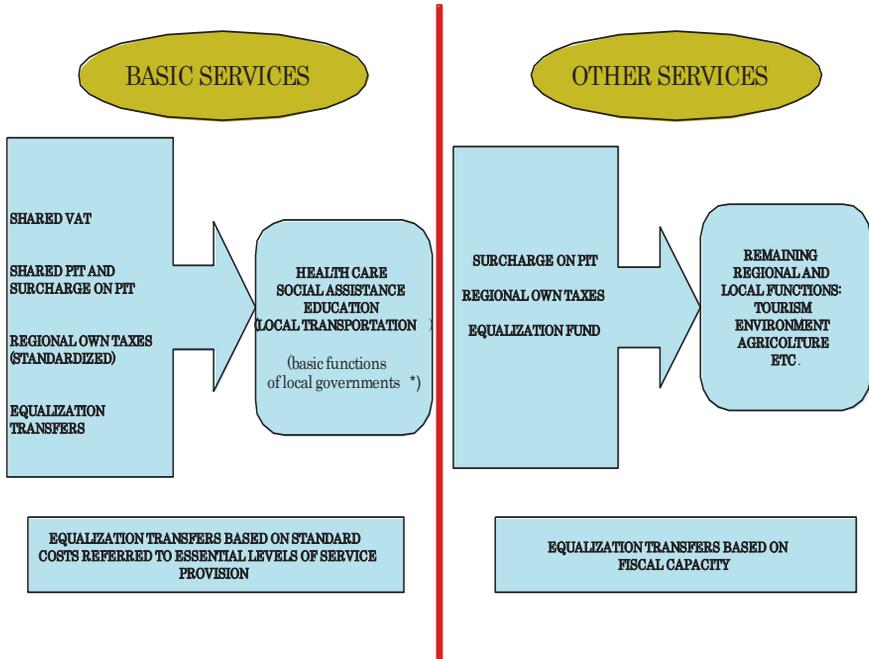 BASIC SERVICES
SHARED VAT
SHARED PIT AND
SURCHARGE ON PIT
REGIONAL OWN TAXES
(STANDARDIZED)
EQUALIZATION
TRANSFERS
HEALTH CARE
SOCIAL ASSISTANCE
EDUCATION
(LOCAL TRANSPORTATION )
(basic functions
of local governments *)
EQUALIZATION TRANSFERS BASED ON STANDARD
COSTS REFERRED TO ESSENTIAL LEVELS OF SERVICE
PROVISION
OTHER SERVICES
SURCHARGE ON PIT
REGIONAL OWN TAXES
EQUALIZATION FUND
REMAINING
REGIONAL AND
LOCAL FUNCTIONS:
TOURISM
ENVIRONMENT
AGRICOLTURE
ETC.
EQUALIZATION TRANSFERS BASED ON
FISCAL CAPACITY